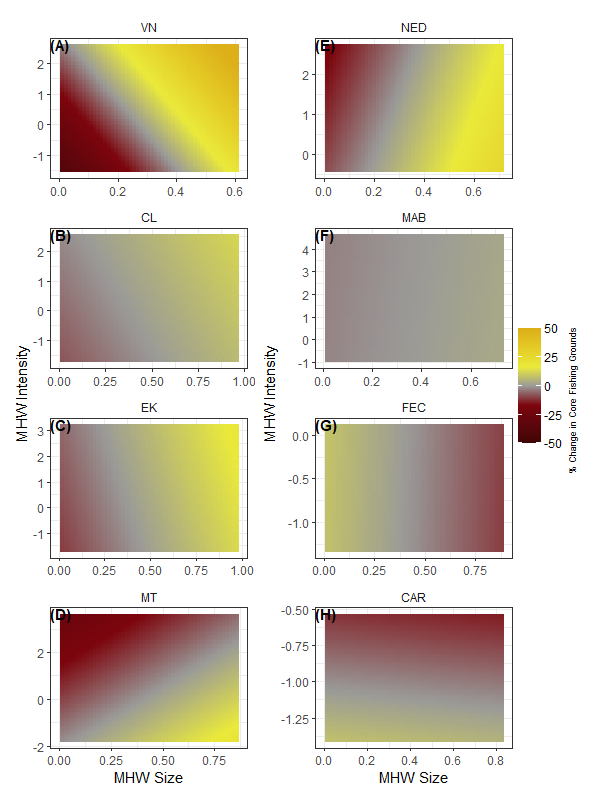 VN
(A)
2
1
0
-1
0.0 0.2 0.4 0.6
NED
(E)
2
1
0
0.0 0.2 0.4 0.6
CL
(B)
2
1
0
-1
0.00 0.25 0.50 0.75 1.00
MAB
(F)
4
3
2
1
0
-1
0.0 0.2 0.4 0.6
EK
(C)
3
2
1
0
-1
0.00 0.25 0.50 0.75 1.00
FEC
(G)
0.0
-0.5
-1.0
0.00 0.25 0.50 0.75
MT
(D)
2
0
-2
0.00 0.25 0.50 0.75
CAR
(H)
-0.50
-0.75
-1.00
-1.25
0.0 0.2 0.4 0.6 0.8
MHW Intensity
MHW Intensity
MHW Size
MHW Size
50
25
0
-25
-50
% Change in Core Fishing Grounds